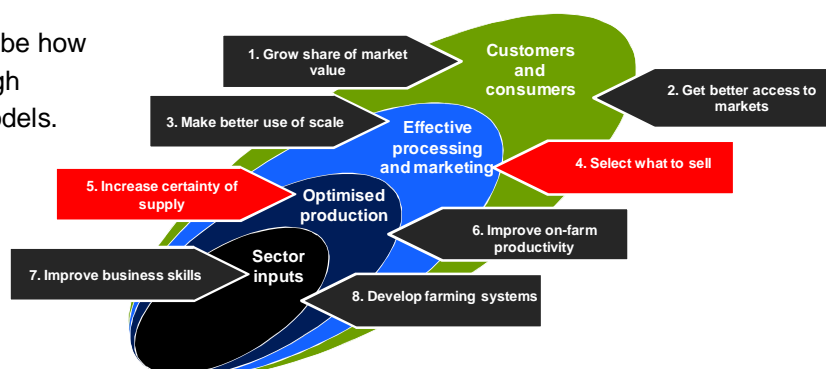 be how
gh
dels.
1. Grow share of market
value
Customers
and
consumers
2. Get better access to
markets
3. Make better use of scale
Effective
processing
and marketing
4. Select what to sell
5. Increase certainty of
supply
Optimised
production
6. Improve on-farm
productivity
Sector
inputs
7. Improve business skills
8. Develop farming systems